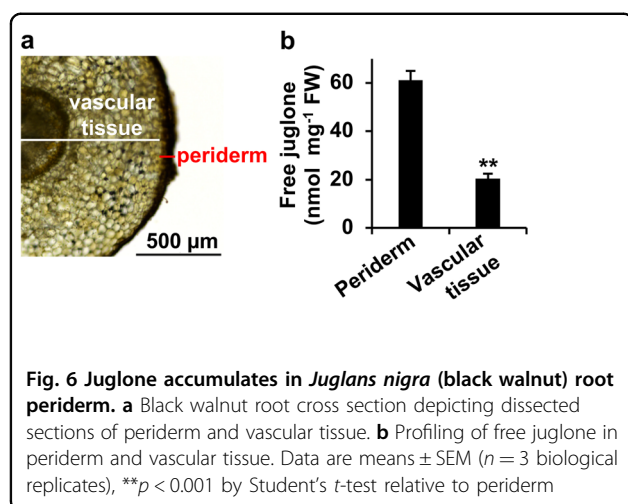 a
vascular
tissue
periderm
500 µm
b
Free juglone
(nmol mg-1 FW)
60
40
20
0
**
Periderm
Vascular
tissue
Fig. 6 Juglone accumulates in Juglans nigra (black walnut) root
periderm. a Black walnut root cross section depicting dissected
sections of periderm and vascular tissue. b Profiling of free juglone in
periderm and vascular tissue. Data are means ± SEM (n = 3 biological
replicates), **p < 0.001 by Student’s t-test relative to periderm